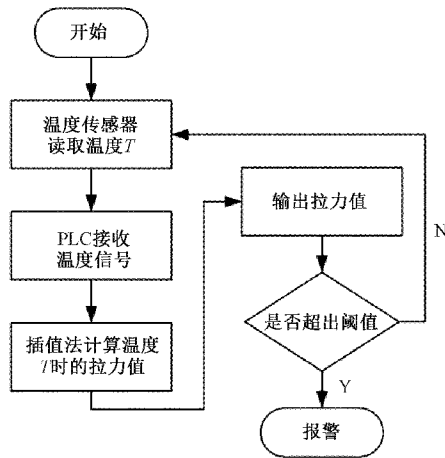 开始
温度传感器
读取温度T
PLC接收
温度信号
插值法计算温度
T时的拉力值
输出拉力值
N
是否超出阈值
Y
报警